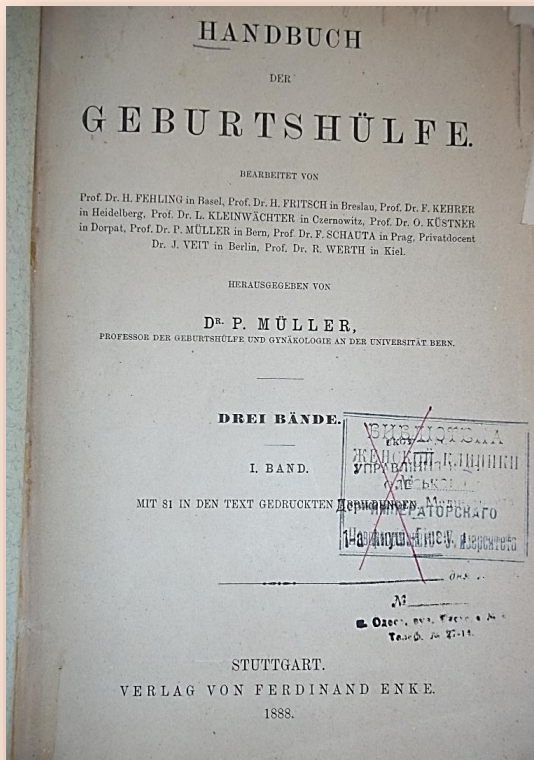 HANDBUCH
DER
GEBURTSHÜLFE.
BEARBEITET VON
Prof. Dr. H. FEHLING in Basel, Prof. Dr. H. FRITSCH in Breslau, Prof. Dr. F. KEHRER
in Heidelberg, Prof. Dr. L. KLEINWÄCHTER in Czernowitz, Prof. Dr. O. KÜSTNER
in Dorpat, Prof. Dr. P. MÜLLER in Bern, Prof. Dr. F. SCHAUTA in Prag, Privatdocent
Dr. J. VEIT in Berlin, Prof. Dr. R. WERTH in Kiel.
HERAUSGEGEBEN VON
DR. P. MÜLLER,
PROFESSOR DER GEBURTSHÜLFE UND GYNÄKOLOGIE AN DER UNIVERSITÄT BERN.
DREI BÄNDE.
БИБЛІОТЕКА
ЖЕНСКОЙ КЛИНИКИ
I. BAND.
MIT 81 IN DEN TEXT GEDRUCKTEN
ИМПЕРАТОРСКАГО
№
STUTTGART.
VERLAG VON FERDINAND ENKE.
1888.